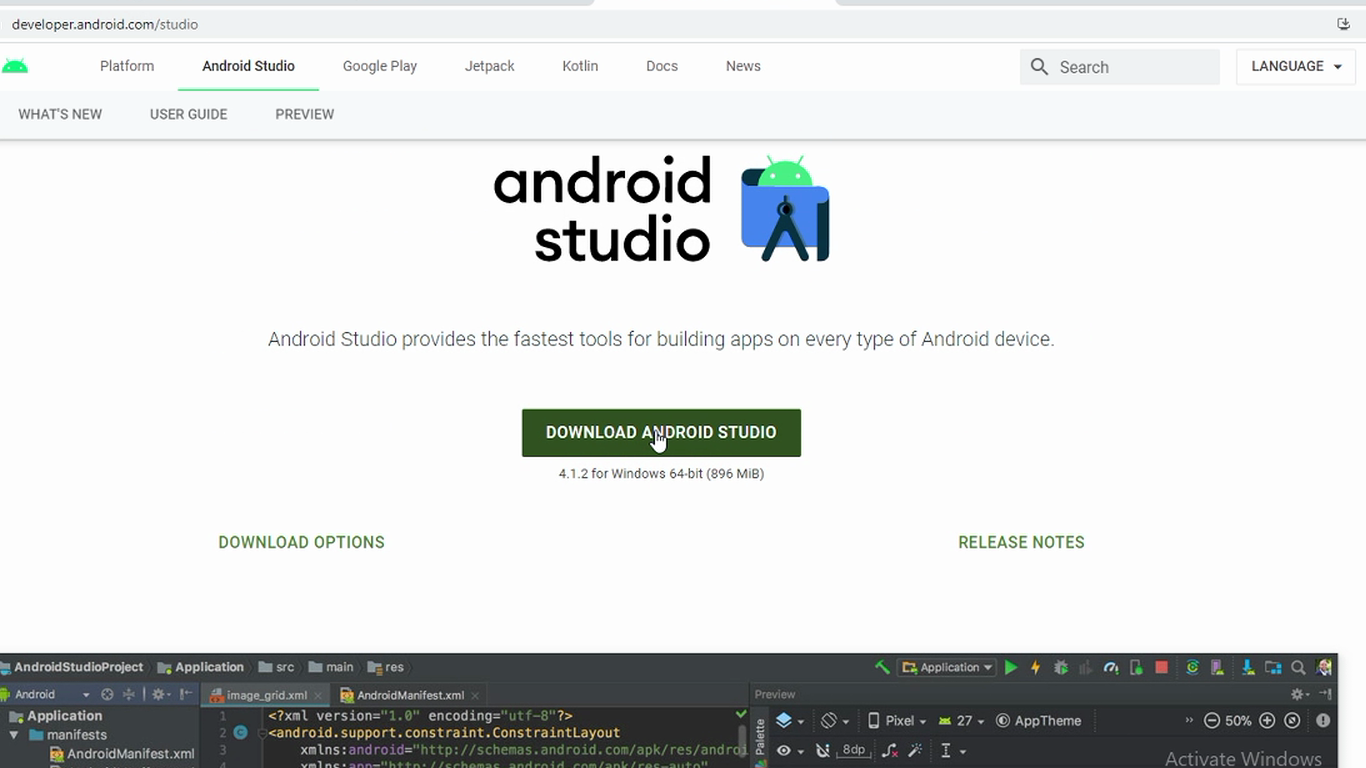 developer.android.com/studio
Platform Android Studio Google Play Jetpack Kotlin Docs News Search LANGUAGE
WHAT'S NEW USER GUIDE PREVIEW
android
studio
Android Studio provides the fastest tools for building apps on every type of Android device.
DOWNLOAD ANDROID STUDIO
4.1.2 for Windows 64-bit (896 MiB)
DOWNLOAD OPTIONS RELEASE NOTES
AndroidStudioProject Application src main res Application
Android image_grid.xml AndroidManifest.xml Preview
Application 1 <?xml version="1.0" encoding="utf-8"?> Palette Pixel 27 AppTheme 50%
manifests 2 <android.support.constraint.ConstraintLayout
AndroidManifest.xml 3 xmlns:android="http://schemas.android.com/apk/res/androi 8dp
xmlns:app="http://schemas.android.com/apk/res-auto"
Activate Windows